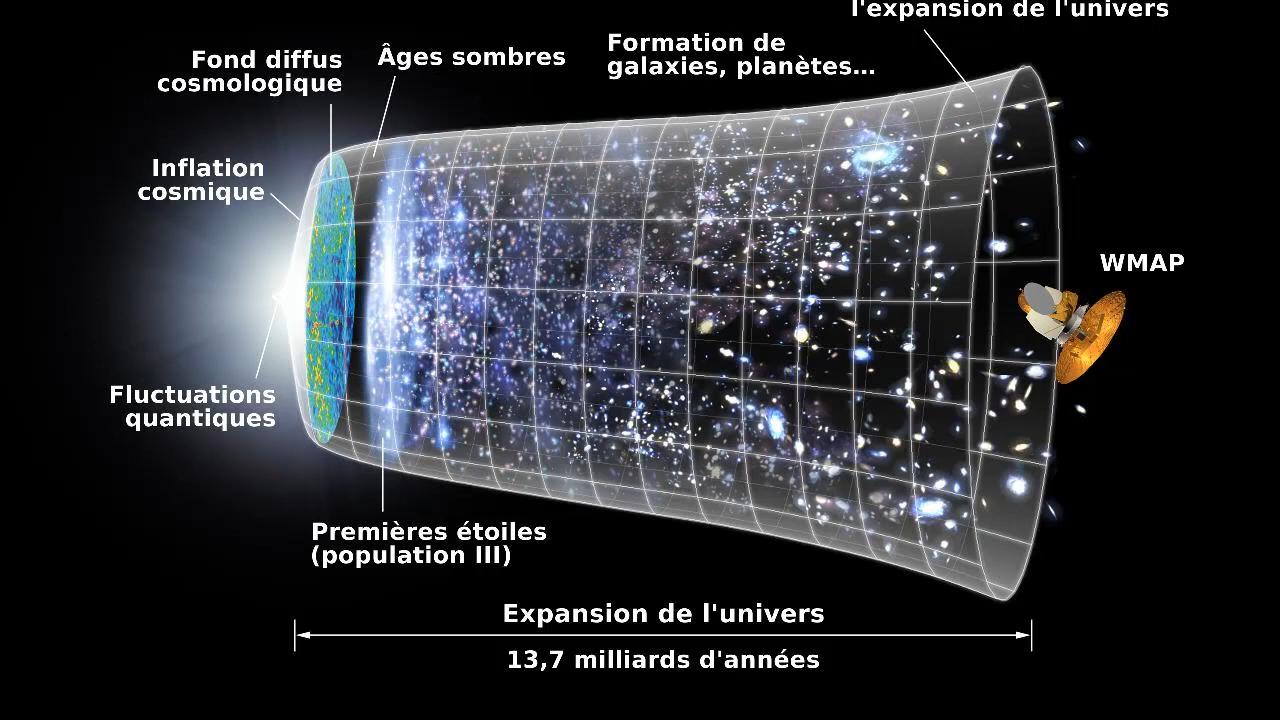 l'expansion de l'univers
Formation de
galaxies, planètes...
Âges sombres
Fond diffus
cosmologique
Inflation
cosmique
WMAP
Fluctuations
quantiques
Premières étoiles
(population III)
Expansion de l'univers
13,7 milliards d'années